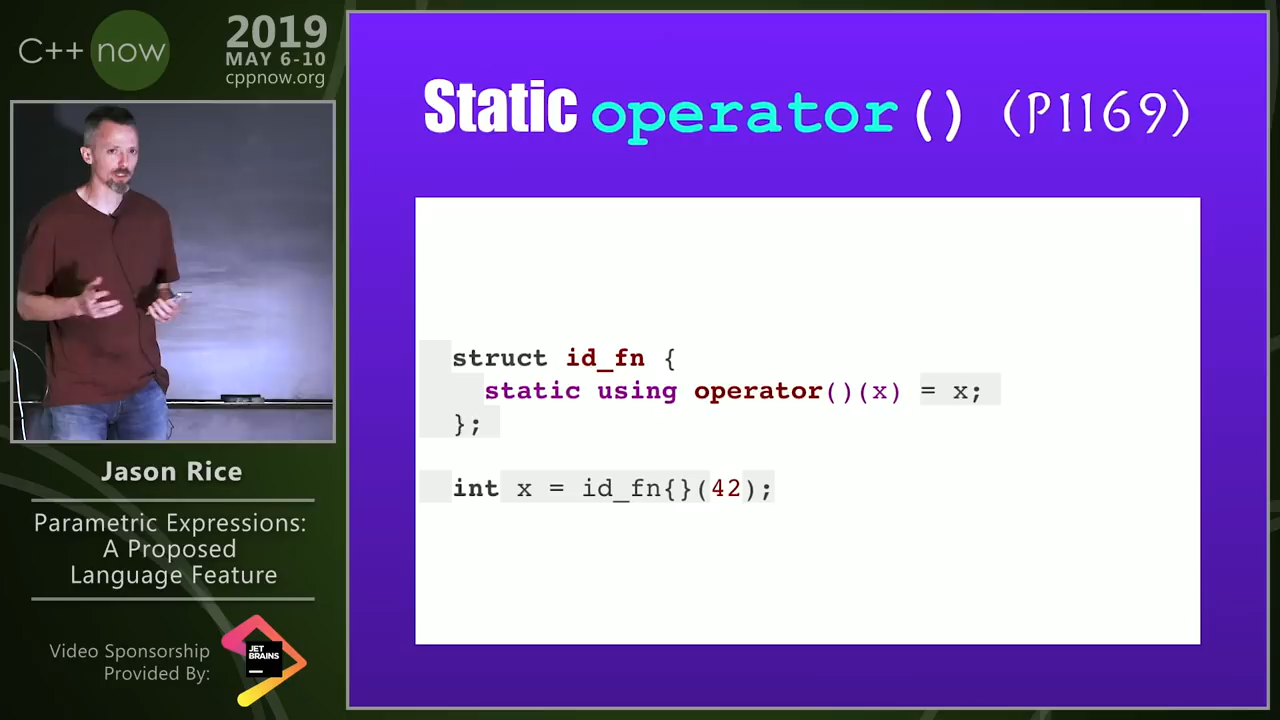 C++ now
2019
MAY 6-10
cppnow.org
Static operator() (P1169)
struct id_fn {
static using operator()(x) = x;
};
int x = id_fn{}(42);
Jason Rice
Parametric Expressions:
A Proposed
Language Feature
Video Sponsorship
Provided By:
JET
BRAINS